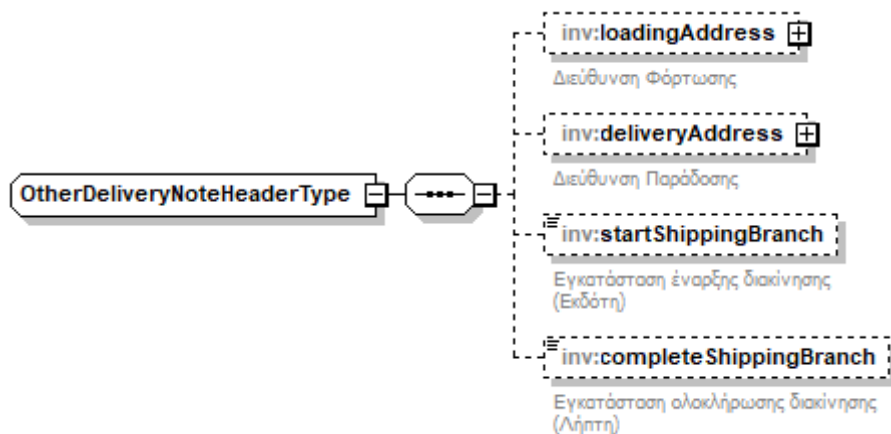 inv:loadingAddress
Διεύθυνση Φόρτωσης
inv:deliveryAddress
Διεύθυνση Παράδοσης
OtherDeliveryNoteHeaderType
inv:startShippingBranch
Εγκατάσταση έναρξης διακίνησης
(Εκδότη)
inv:completeShippingBranch
Εγκατάσταση ολοκλήρωσης διακίνησης
(Λήπτη)